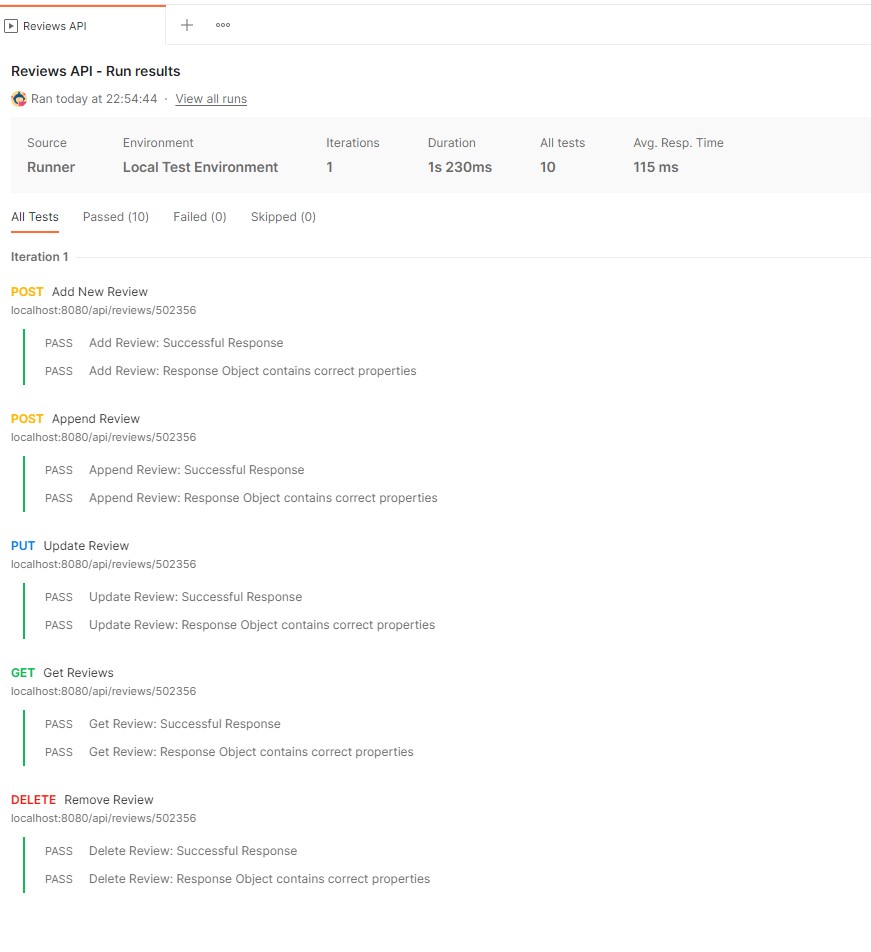 Reviews API
Reviews API - Run results
Ran today at 22:54:44 · View all runs
Source Environment Iterations Duration All tests Avg. Resp. Time
Runner Local Test Environment 1 1s 230ms 10 115 ms
All Tests Passed (10) Failed (0) Skipped (0)
Iteration 1
POST Add New Review
localhost:8080/api/reviews/502356
PASS Add Review: Successful Response
PASS Add Review: Response Object contains correct properties
POST Append Review
localhost:8080/api/reviews/502356
PASS Append Review: Successful Response
PASS Append Review: Response Object contains correct properties
PUT Update Review
localhost:8080/api/reviews/502356
PASS Update Review: Successful Response
PASS Update Review: Response Object contains correct properties
GET Get Reviews
localhost:8080/api/reviews/502356
PASS Get Review: Successful Response
PASS Get Review: Response Object contains correct properties
DELETE Remove Review
localhost:8080/api/reviews/502356
PASS Delete Review: Successful Response
PASS Delete Review: Response Object contains correct properties